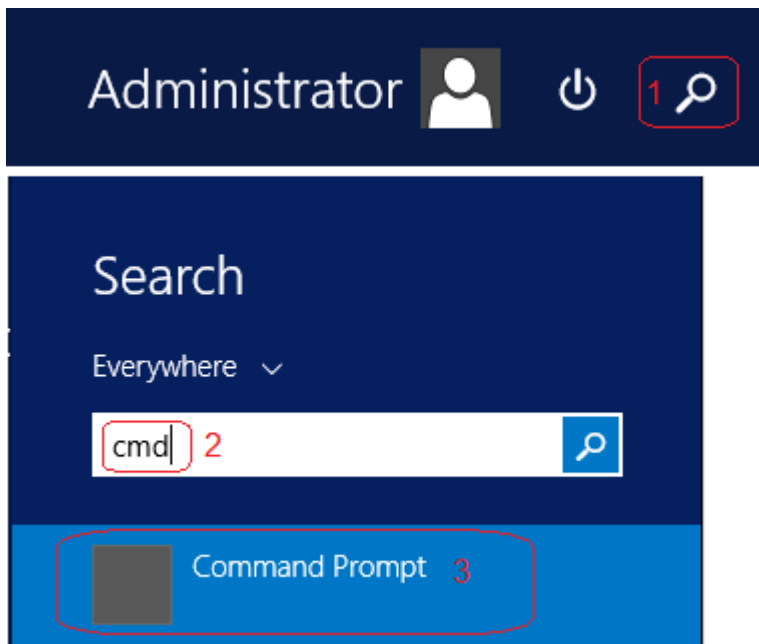 Administrator 1
Search
Everywhere
cmd 2
Command Prompt 3